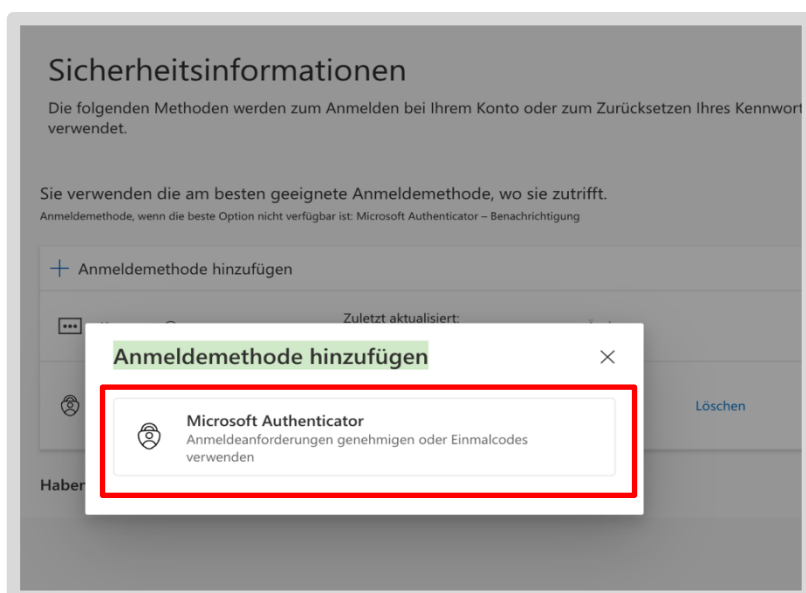 Sicherheitsinformationen
Die folgenden Methoden werden zum Anmelden bei Ihrem Konto oder zum Zurücksetzen Ihres Kennwort
verwendet.
Sie verwenden die am besten geeignete Anmeldemethode, wo sie zutrifft.
Anmeldemethode, wenn die beste Option nicht verfügbar ist: Microsoft Authenticator – Benachrichtigung
+ Anmeldemethode hinzufügen
Zuletzt aktualisiert:
Anmeldemethode hinzufügen
Microsoft Authenticator
Anmeldeanforderungen genehmigen oder Einmalcodes
verwenden
Löschen
Haber